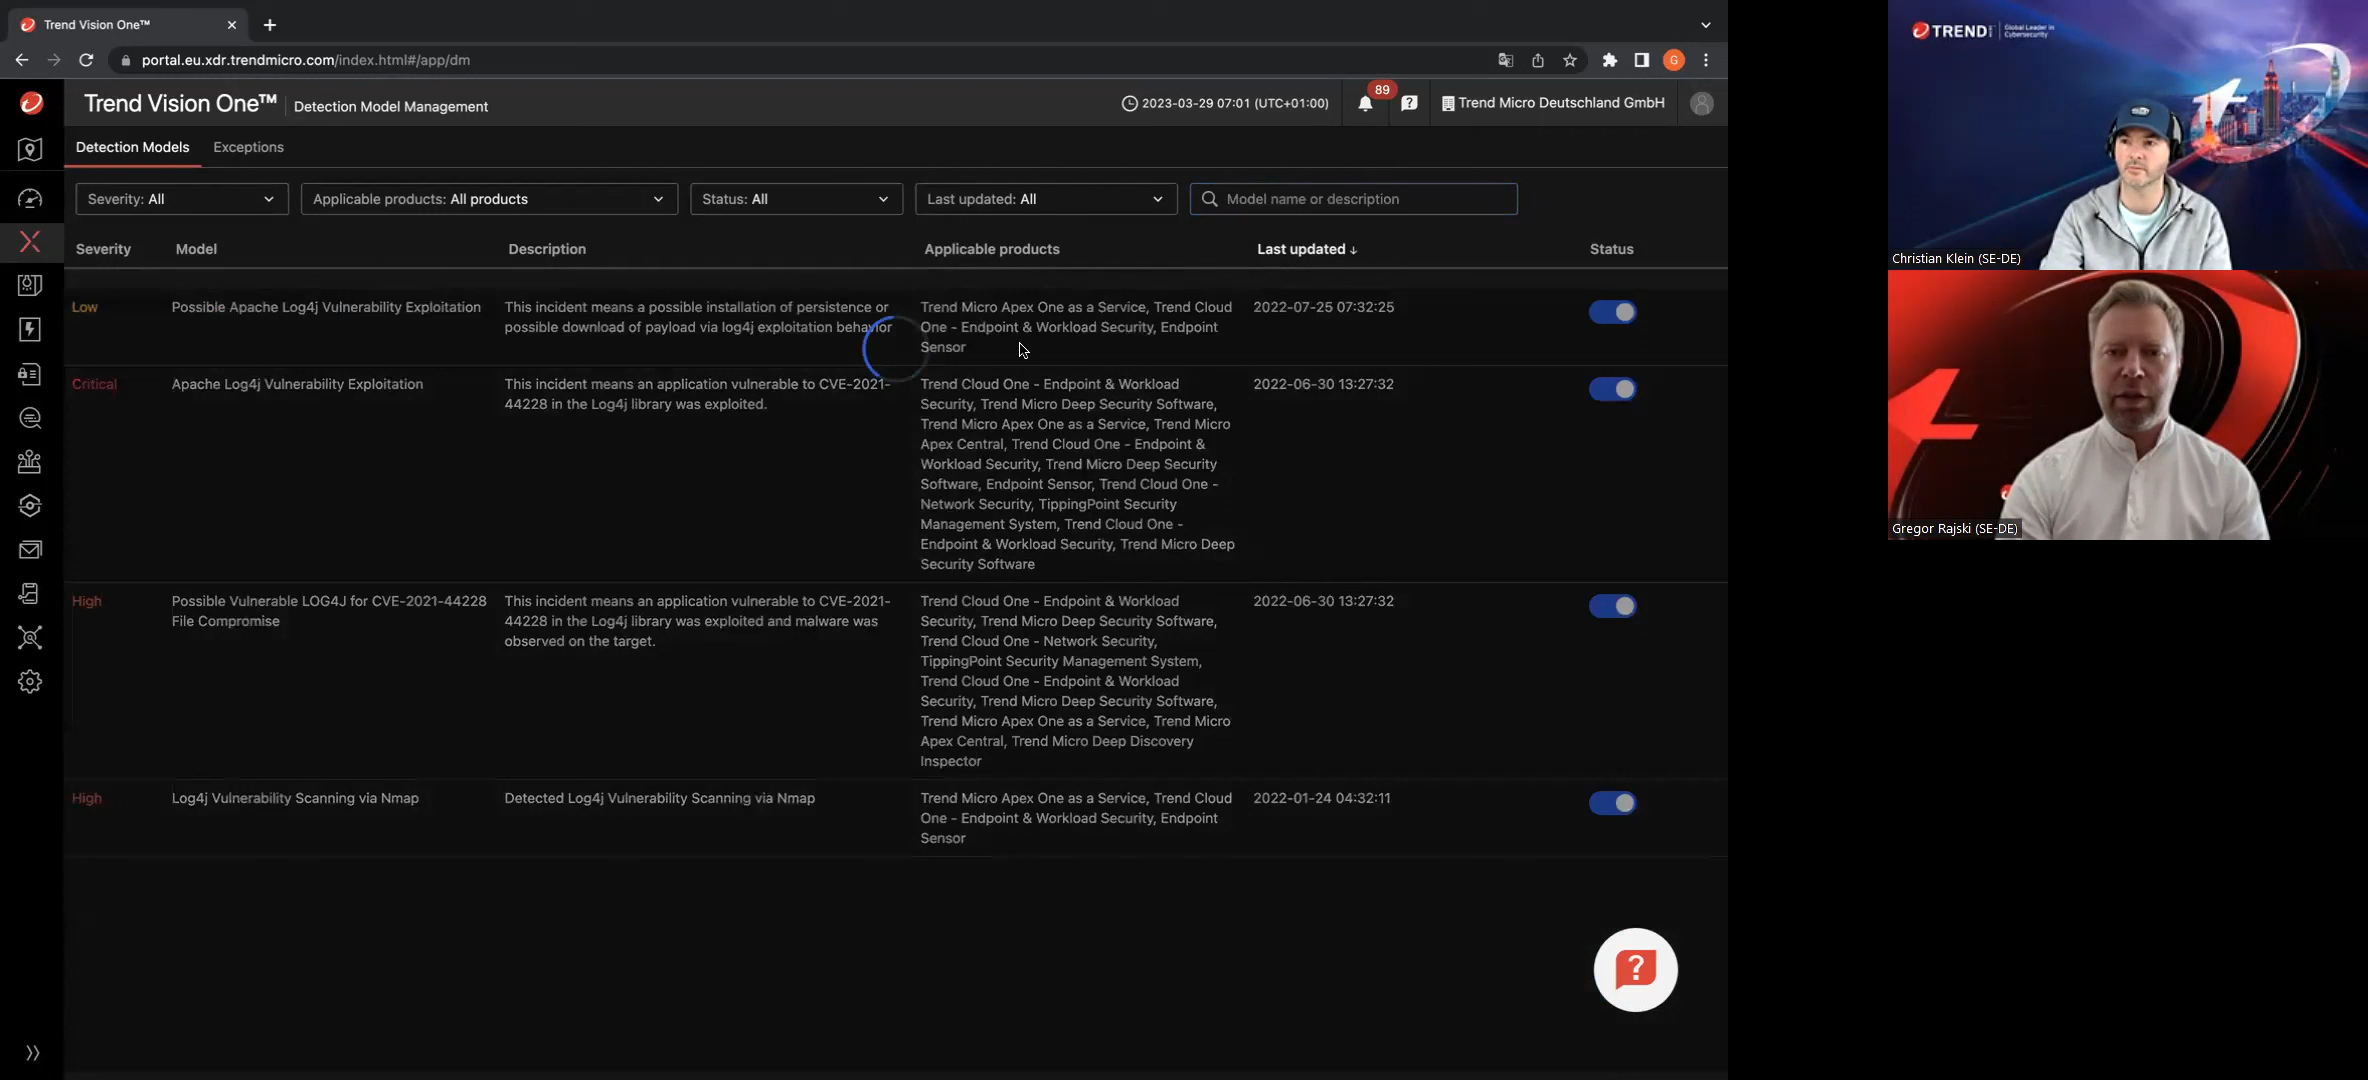 Trend Vision One™
portal.eu.xdr.trendmicro.com/index.html#/app/dm
G
Trend Vision One™
Detection Model Management
2023-03-29 07:01 (UTC+01:00)
89
Trend Micro Deutschland GmbH
Detection Models
Exceptions
Severity: All
Applicable products: All products
Status: All
Last updated: All
Model name or description
Severity
Model
Description
Applicable products
Last updated ↓
Status
Low
Possible Apache Log4j Vulnerability Exploitation
This incident means a possible installation of persistence or
possible download of payload via log4j exploitation behavior
Trend Micro Apex One as a Service, Trend Cloud
One - Endpoint & Workload Security, Endpoint
Sensor
2022-07-25 07:32:25
Critical
Apache Log4j Vulnerability Exploitation
This incident means an application vulnerable to CVE-2021-
44228 in the Log4j library was exploited.
Trend Cloud One - Endpoint & Workload
Security, Trend Micro Deep Security Software,
Trend Micro Apex One as a Service, Trend Micro
Apex Central, Trend Cloud One - Endpoint &
Workload Security, Trend Micro Deep Security
Software, Endpoint Sensor, Trend Cloud One -
Network Security, TippingPoint Security
Management System, Trend Cloud One -
Endpoint & Workload Security, Trend Micro Deep
Security Software
2022-06-30 13:27:32
High
Possible Vulnerable LOG4J for CVE-2021-44228
File Compromise
This incident means an application vulnerable to CVE-2021-
44228 in the Log4j library was exploited and malware was
observed on the target.
Trend Cloud One - Endpoint & Workload
Security, Trend Micro Deep Security Software,
Trend Cloud One - Network Security,
TippingPoint Security Management System,
Trend Cloud One - Endpoint & Workload
Security, Trend Micro Deep Security Software,
Trend Micro Apex One as a Service, Trend Micro
Apex Central, Trend Micro Deep Discovery
Inspector
2022-06-30 13:27:32
High
Log4j Vulnerability Scanning via Nmap
Detected Log4j Vulnerability Scanning via Nmap
Trend Micro Apex One as a Service, Trend Cloud
One - Endpoint & Workload Security, Endpoint
Sensor
2022-01-24 04:32:11
TREND
Global Leader in
Cybersecurity
Christian Klein (SE-DE)
Gregor Rajski (SE-DE)